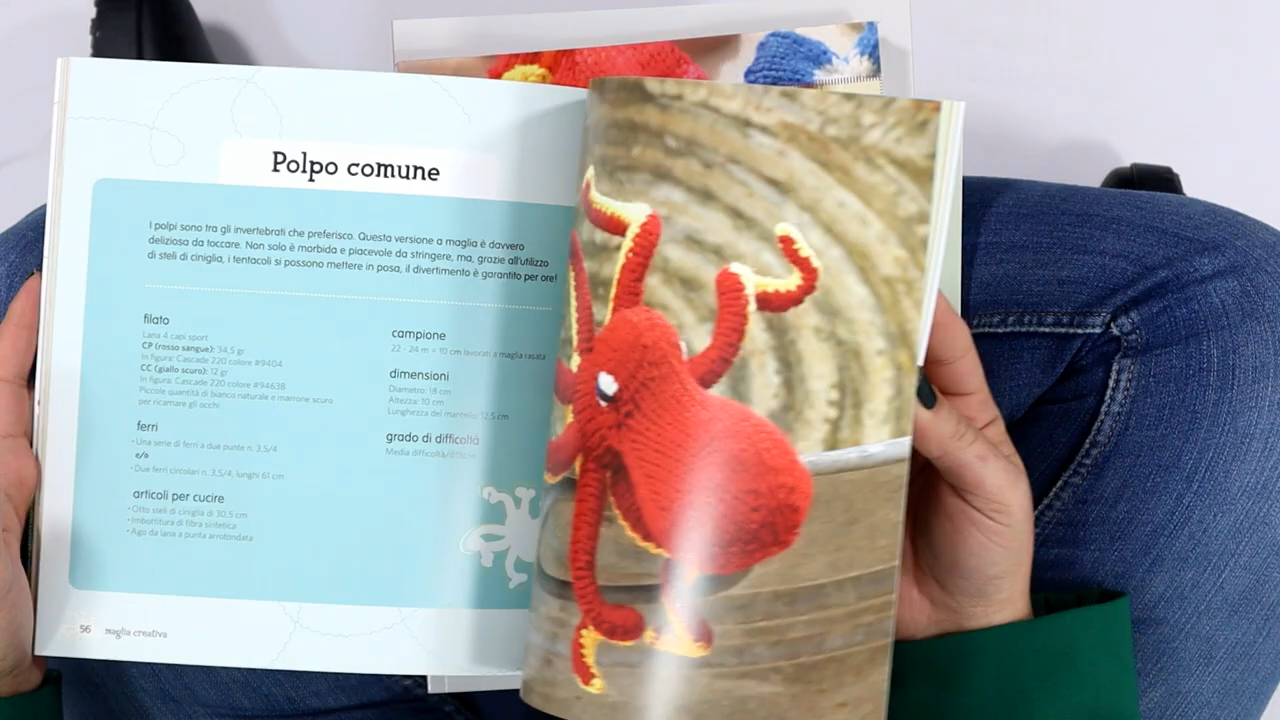 Polpo comune
I polpi sono tra gli invertebrati che preferisco. Questa versione a maglia è davvero
deliziosa da toccare. Non solo è morbida e piacevole da stringere, ma, grazie all'utilizzo
di steli di ciniglia, i tentacoli si possono mettere in posa, il divertimento è garantito per ore!
filato
Lana 4 capi sport
CP (rosso sangue): 34,5 gr
In figura: Cascade 220 colore #9404
CC (giallo scuro): 12 gr
In figura: Cascade 220 colore #9463B
Piccole quantità di bianco naturale e marrone scuro
per ricamare gli occhi
ferri
• Una serie di ferri a due punte n. 3,5/4
e/o
• Due ferri circolari n. 3,5/4, lunghi 61 cm
articoli per cucire
• Otto steli di ciniglia di 30,5 cm
• Imbottitura di fibra sintetica
• Ago da lana a punta arrotondata
campione
22 - 24 m = 10 cm lavorati a maglia rasata
dimensioni
Diametro: 18 cm
Altezza: 10 cm
Lunghezza del mantello: 12,5 cm
grado di difficoltà
Media difficoltà/difficile
56 maglia creativa